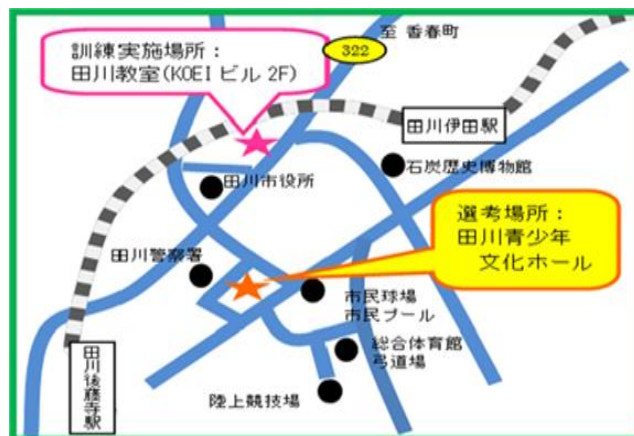 至 香春町
322
訓練実施場所：
田川教室(KOEIビル2F)
田川伊田駅
石炭歴史博物館
田川市役所
選考場所：
田川青少年
文化ホール
田川警察署
市民球場
市民プール
総合体育館
弓道場
陸上競技場
田川後藤寺駅